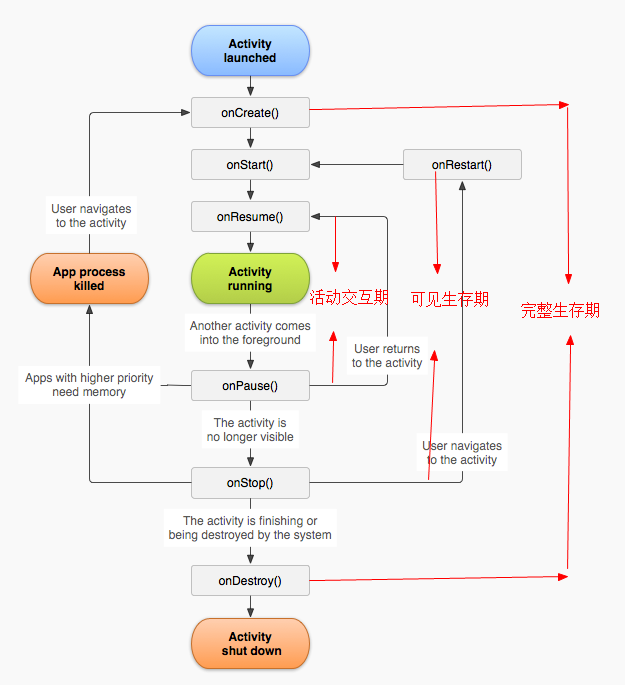 Activity
launched
onCreate()
onStart()
onRestart()
onResume()
User navigates
to the activity
App process
killed
Activity
running
活动交互期
可见生存期
完整生存期
Another activity comes
into the foreground
User returns
to the activity
Apps with higher priority
need memory
onPause()
The activity is
no longer visible
User navigates
to the activity
onStop()
The activity is finishing or
being destroyed by the system
onDestroy()
Activity
shut down